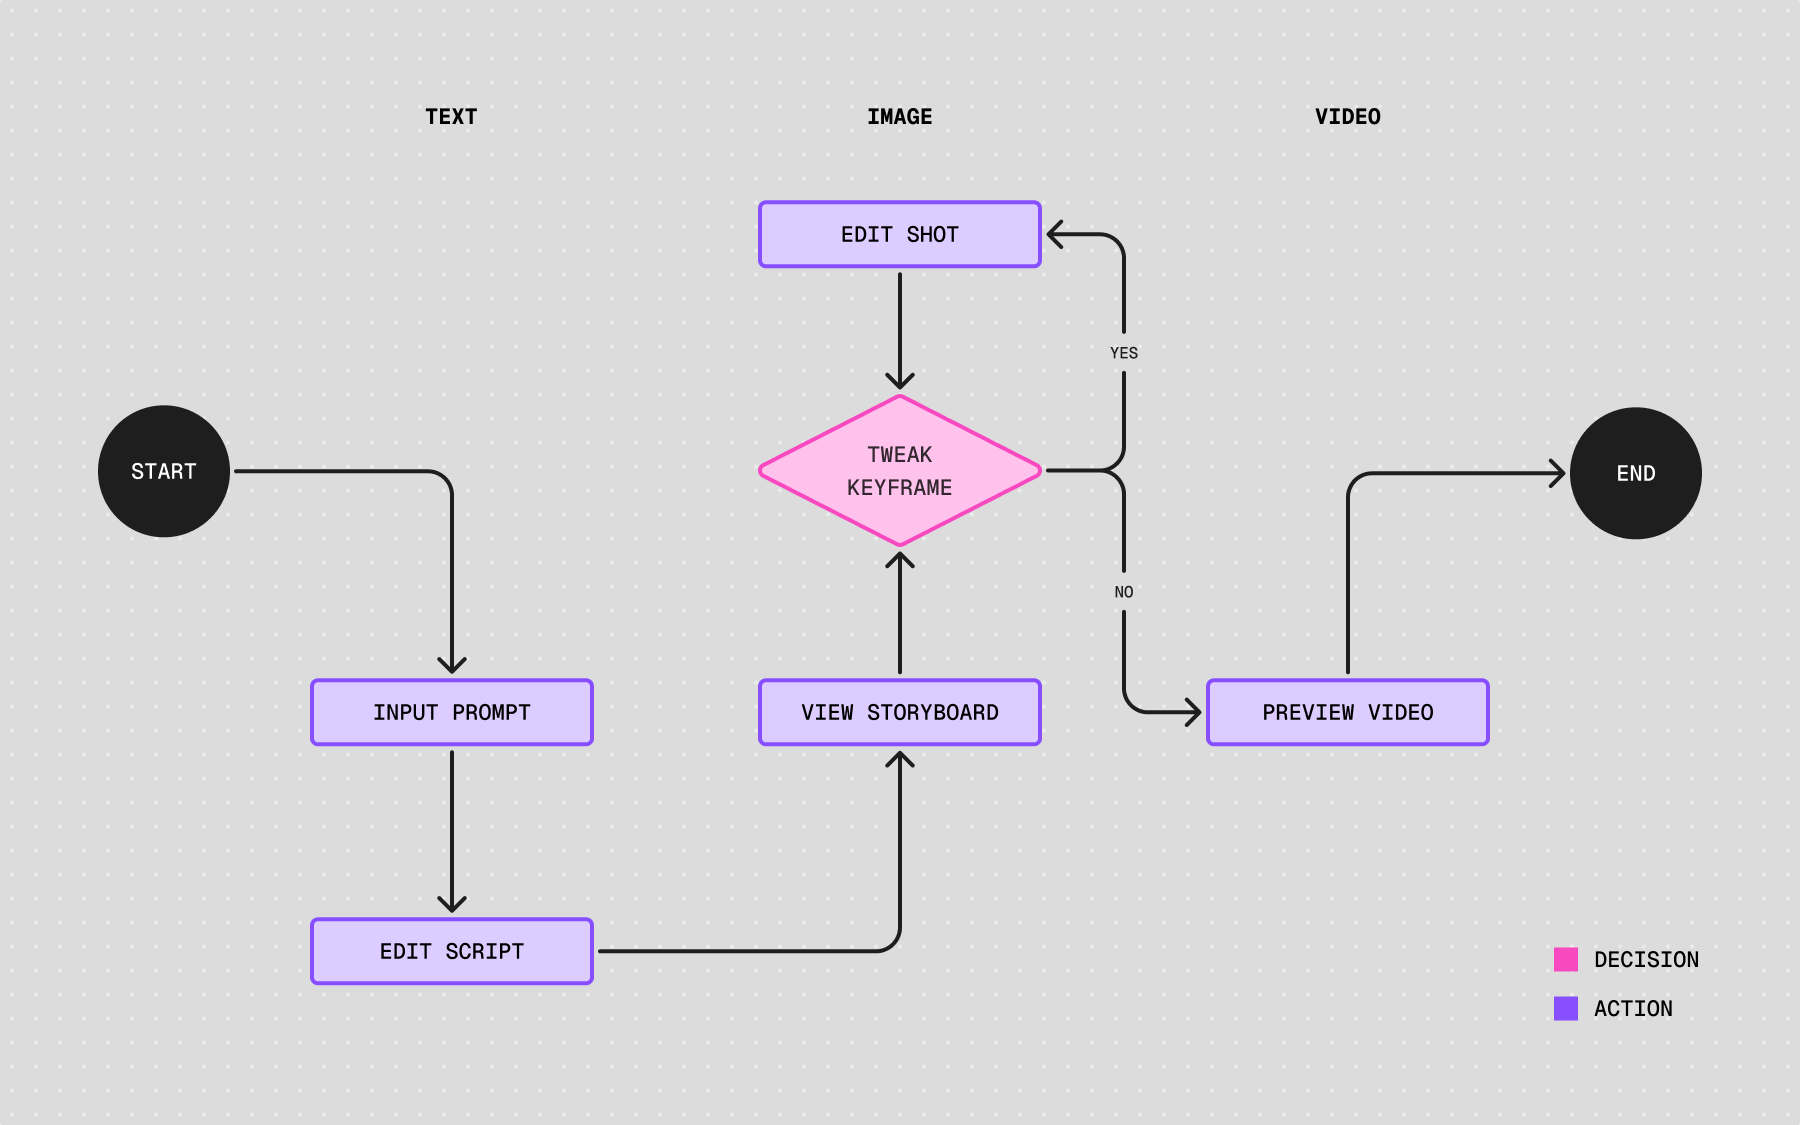 TEXT
IMAGE
VIDEO
EDIT SHOT
YES
TWEAK
KEYFRAME
START
END
NO
INPUT PROMPT
VIEW STORYBOARD
PREVIEW VIDEO
EDIT SCRIPT
DECISION
ACTION